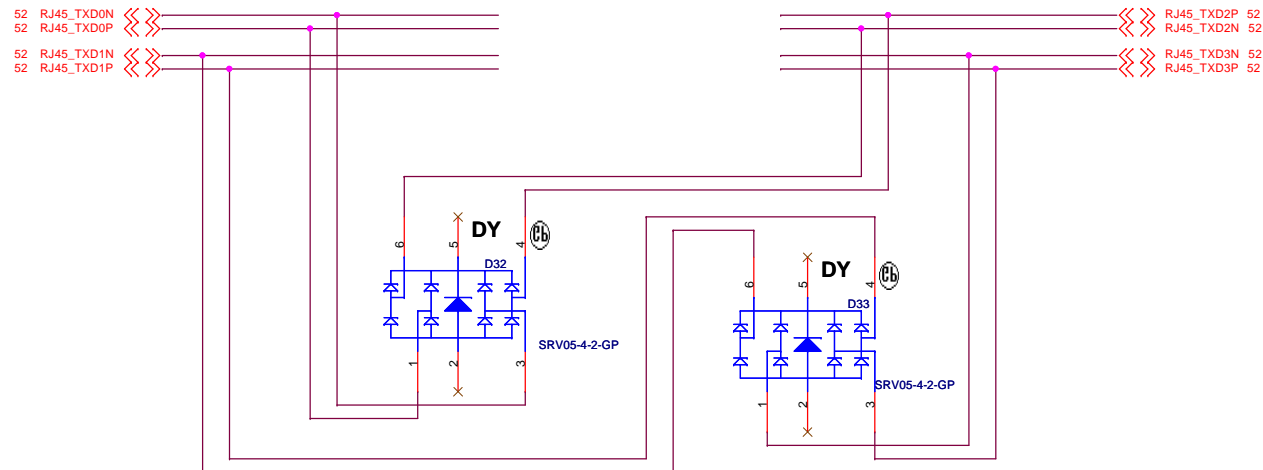 52 RJ45_TXD0N
52 RJ45_TXD0P
52 RJ45_TXD1N
52 RJ45_TXD1P
RJ45_TXD2P 52
RJ45_TXD2N 52
RJ45_TXD3N 52
RJ45_TXD3P 52
6
5
DY
4
D32
SRV05-4-2-GP
1
2
3
6
5
DY
4
D33
SRV05-4-2-GP
1
2
3